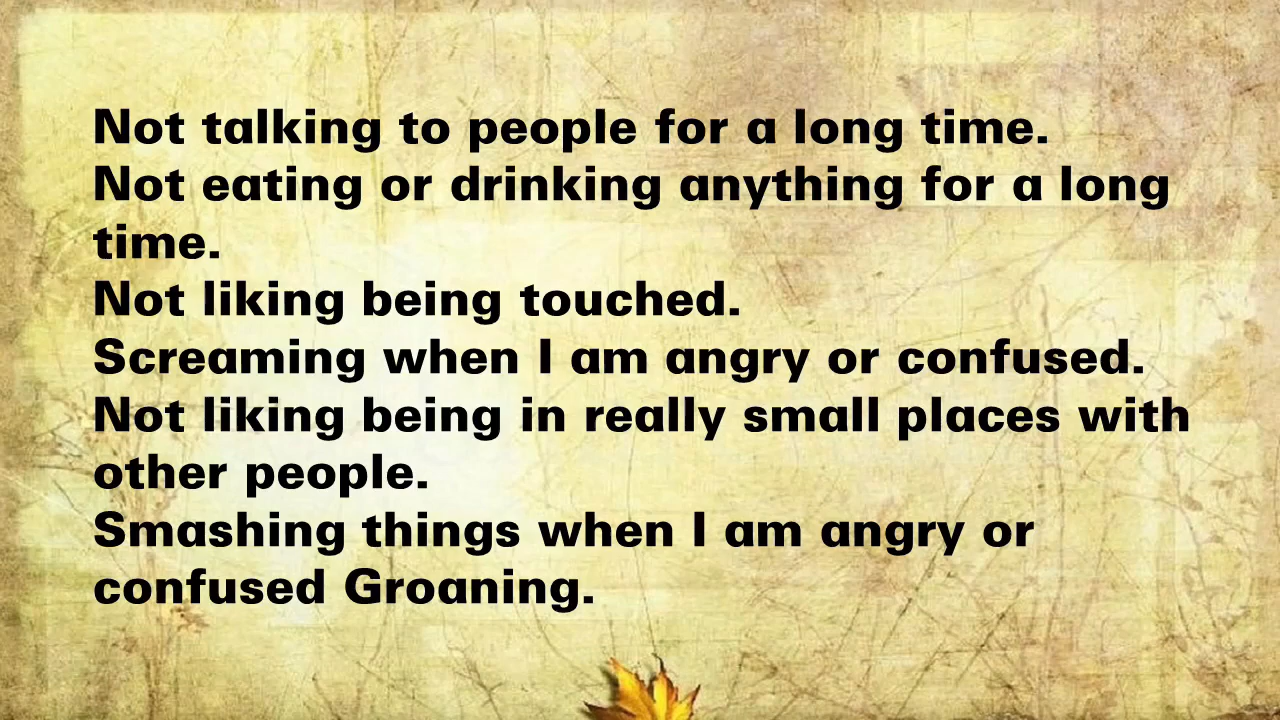 Not talking to people for a long time.
Not eating or drinking anything for a long
time.
Not liking being touched.
Screaming when I am angry or confused.
Not liking being in really small places with
other people.
Smashing things when I am angry or
confused Groaning.